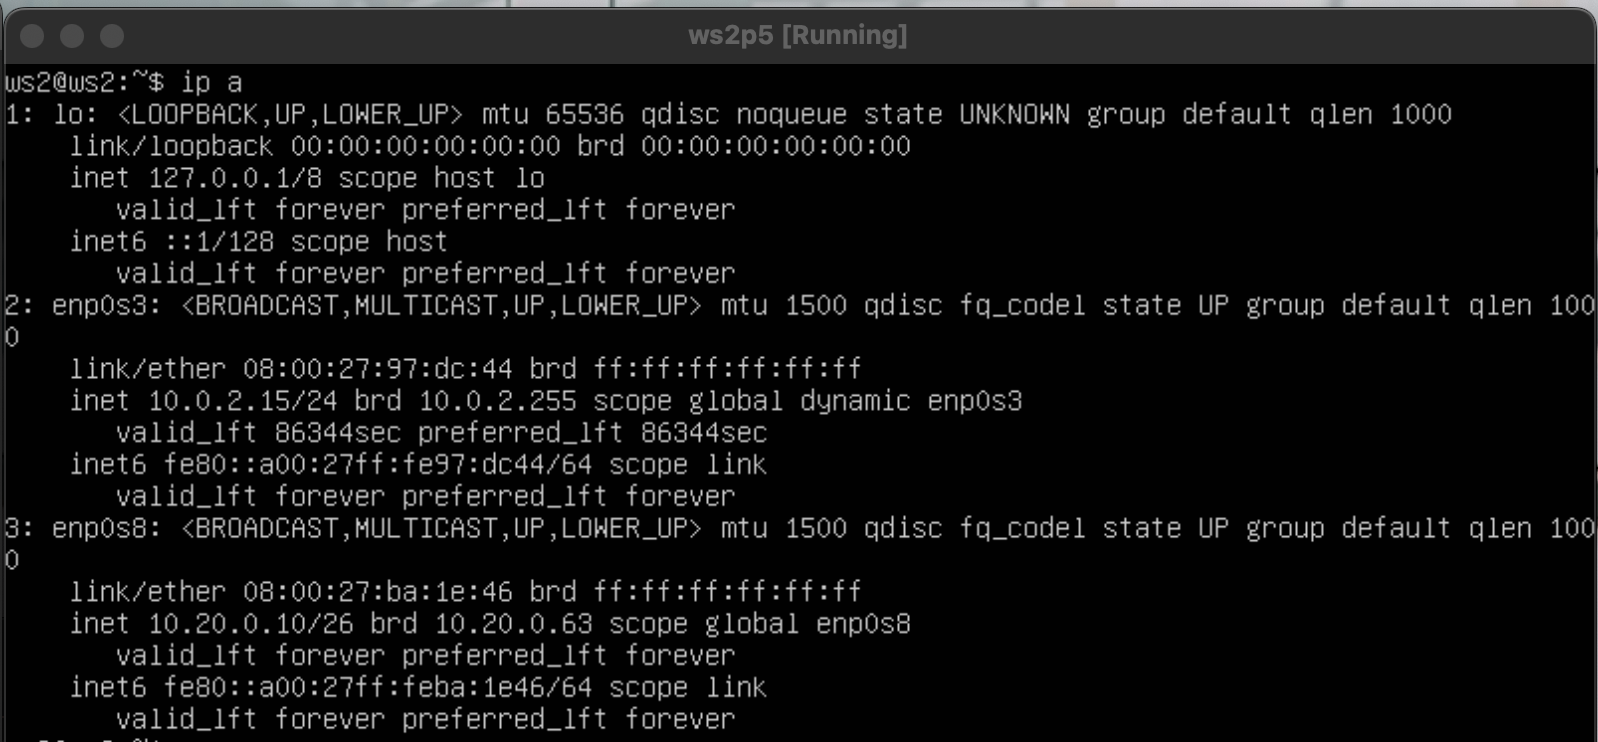 ws2p5 [Running]
ws2@ws2:~$ ip a
1: lo: <LOOPBACK,UP,LOWER_UP> mtu 65536 qdisc noqueue state UNKNOWN group default qlen 1000
    link/loopback 00:00:00:00:00:00 brd 00:00:00:00:00:00
    inet 127.0.0.1/8 scope host lo
       valid_lft forever preferred_lft forever
    inet6 ::1/128 scope host
       valid_lft forever preferred_lft forever
2: enp0s3: <BROADCAST,MULTICAST,UP,LOWER_UP> mtu 1500 qdisc fq_codel state UP group default qlen 100
0
    link/ether 08:00:27:97:dc:44 brd ff:ff:ff:ff:ff:ff
    inet 10.0.2.15/24 brd 10.0.2.255 scope global dynamic enp0s3
       valid_lft 86344sec preferred_lft 86344sec
    inet6 fe80::a00:27ff:fe97:dc44/64 scope link
       valid_lft forever preferred_lft forever
3: enp0s8: <BROADCAST,MULTICAST,UP,LOWER_UP> mtu 1500 qdisc fq_codel state UP group default qlen 100
0
    link/ether 08:00:27:ba:1e:46 brd ff:ff:ff:ff:ff:ff
    inet 10.20.0.10/26 brd 10.20.0.63 scope global enp0s8
       valid_lft forever preferred_lft forever
    inet6 fe80::a00:27ff:feba:1e46/64 scope link
       valid_lft forever preferred_lft forever